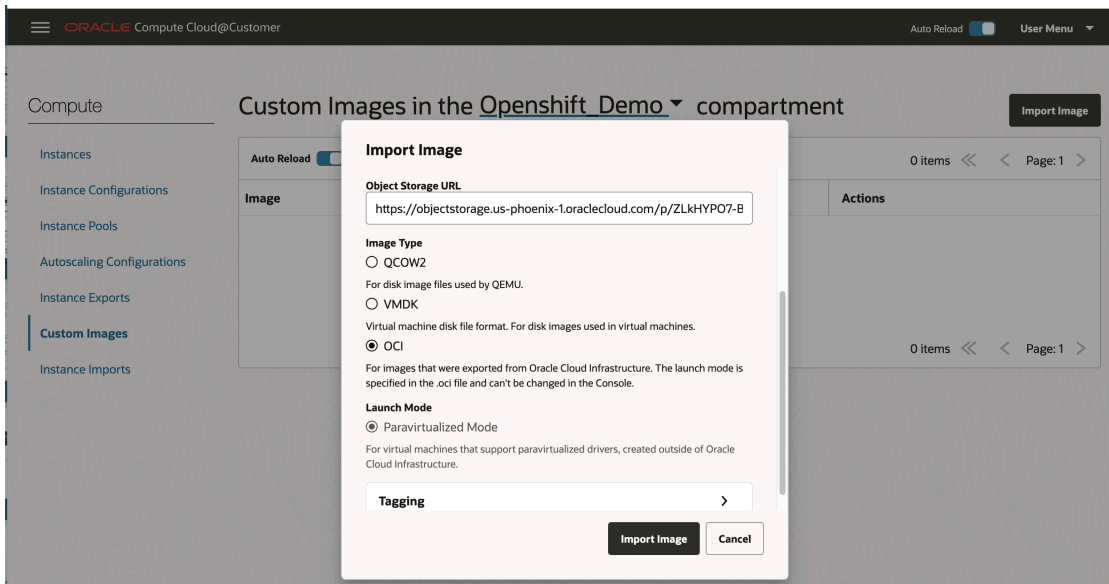 ORACLE Compute Cloud@Customer
Auto Reload
User Menu
Compute
Custom Images in the Openshift_Demo compartment
Import Image
Instances
Instance Configurations
Instance Pools
Autoscaling Configurations
Instance Exports
Custom Images
Instance Imports
Auto Reload
0 items
Page: 1
Image
Actions
0 items
Page: 1
Import Image
Object Storage URL
https://objectstorage.us-phoenix-1.oraclecloud.com/p/ZLkHYPO7-B
Image Type
QCOW2
For disk image files used by QEMU.
VMDK
Virtual machine disk file format. For disk images used in virtual machines.
OCI
For images that were exported from Oracle Cloud Infrastructure. The launch mode is
specified in the .oci file and can't be changed in the Console.
Launch Mode
Paravirtualized Mode
For virtual machines that support paravirtualized drivers, created outside of Oracle
Cloud Infrastructure.
Tagging
Import Image
Cancel